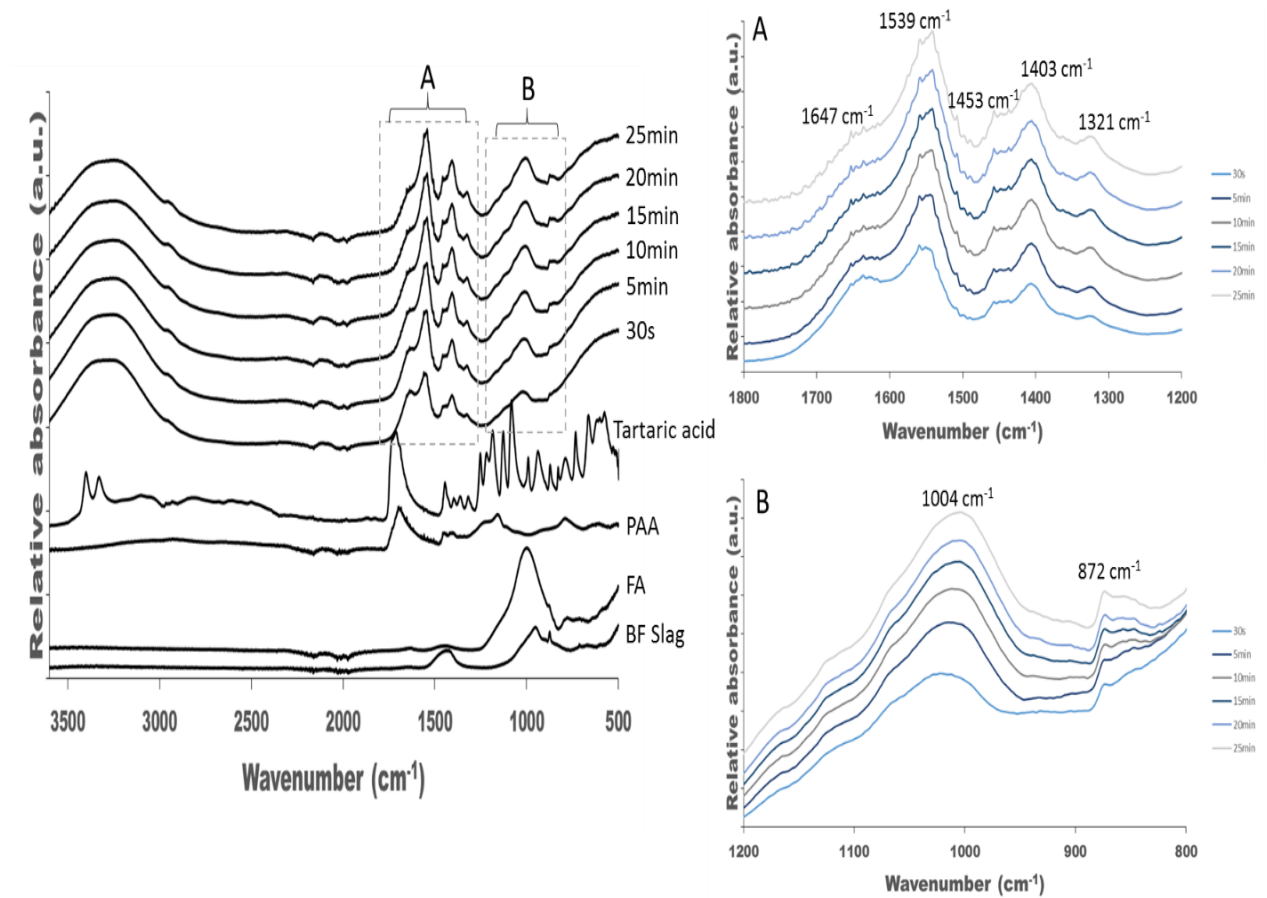 A
B
25min
20min
15min
10min
5min
30s
Tartaric acid
PAA
FA
BF Slag
Relative absorbance (a.u.)
3500 3000 2500 2000 1500 1000 500
Wavenumber (cm-1)
A
1539 cm-1
1403 cm-1
1453 cm-1
1647 cm-1
1321 cm-1
Relative absorbance (a.u.)
30s
5min
10min
15min
20min
25min
1800 1700 1600 1500 1400 1300 1200
Wavenumber (cm-1)
B
1004 cm-1
872 cm-1
Relative absorbance (a.u.)
30s
5min
10min
15min
20min
25min
1200 1100 1000 900 800
Wavenumber (cm-1)